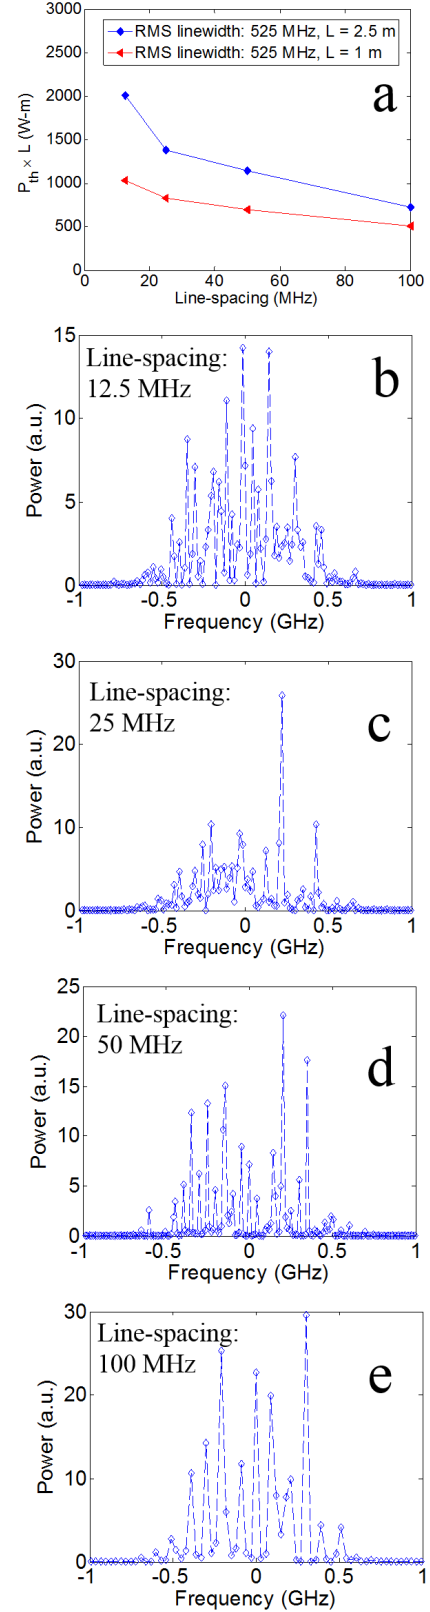 3000
2500
2000
1500
1000
500
0
P_th × L (W-m)
RMS linewidth: 525 MHz, L = 2.5 m
RMS linewidth: 525 MHz, L = 1 m
a
0 20 40 60 80 100
Line-spacing (MHz)
15
10
5
0
Power (a.u.)
Line-spacing:
12.5 MHz
b
-1 -0.5 0 0.5 1
Frequency (GHz)
30
20
10
0
Power (a.u.)
Line-spacing:
25 MHz
c
-1 -0.5 0 0.5 1
Frequency (GHz)
25
20
15
10
5
0
Power (a.u.)
Line-spacing:
50 MHz
d
-1 -0.5 0 0.5 1
Frequency (GHz)
30
20
10
0
Power (a.u.)
Line-spacing:
100 MHz
e
-1 -0.5 0 0.5 1
Frequency (GHz)